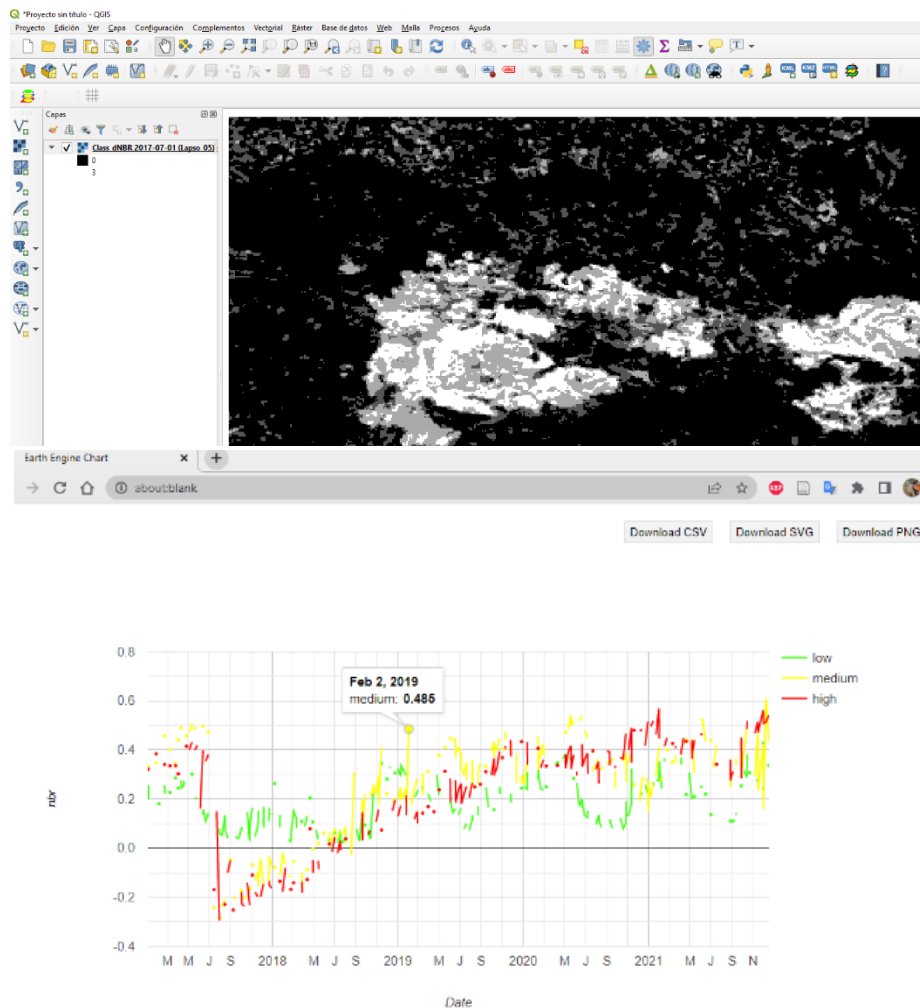 *Proyecto sin título - QGIS
Proyecto Edición Ver Capa Configuración Complementos Vectorial Ráster Base de datos Web Malla Procesos Ayuda
Capas
Class dNBR 2017-07-01 (Lapso_05)
0
3
Earth Engine Chart
about:blank
ABP
Download CSV Download SVG Download PNG
0.8
0.6
0.4
0.2
0.0
-0.2
-0.4
nbr
Feb 2, 2019
medium: 0.485
low
medium
high
M M J S 2018 M J S 2019 M J S 2020 M J S 2021 M J S N
Date